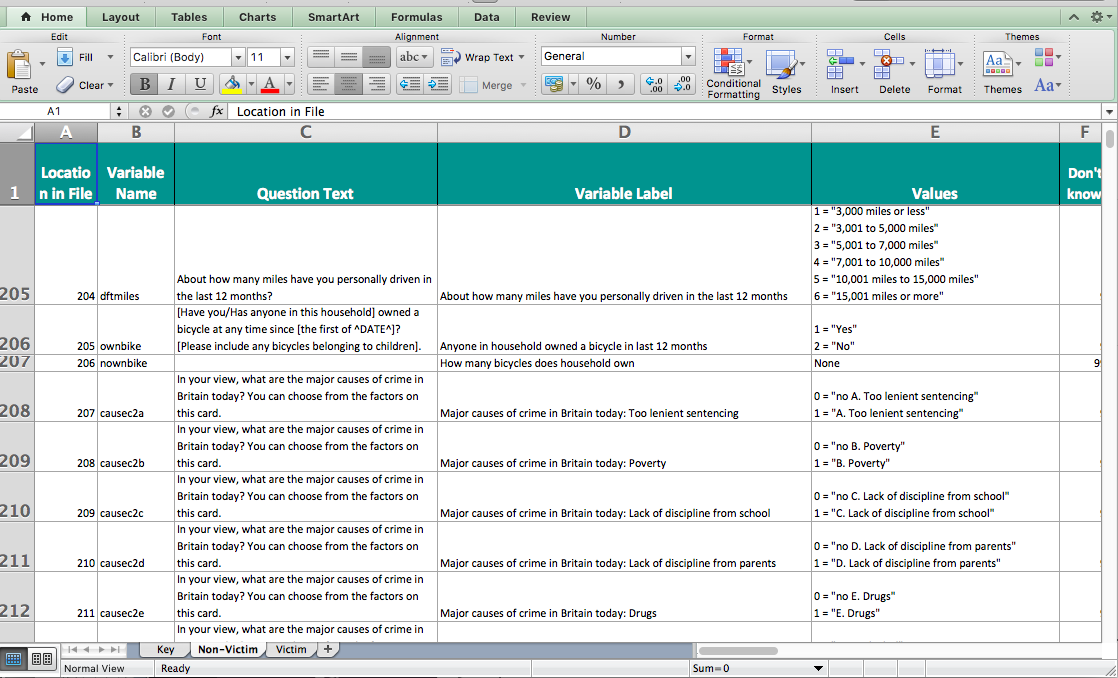 Home Layout Tables Charts SmartArt Formulas Data Review
Edit Font Alignment Number Format Cells Themes
Paste Fill Clear
Calibri (Body) 11
B I U A
abc Wrap Text
Merge
General
% , .0 .00 .00 .0
Conditional Formatting Styles
Insert Delete Format
Themes Aa Aa
A1 fx Location in File
A B C D E F
1 Locatio n in File Variable Name Question Text Variable Label Values Don't know
1 = "3,000 miles or less"
2 = "3,001 to 5,000 miles"
3 = "5,001 to 7,000 miles"
4 = "7,001 to 10,000 miles"
About how many miles have you personally driven in 5 = "10,001 miles to 15,000 miles"
205 204 dftmiles the last 12 months? About how many miles have you personally driven in the last 12 months 6 = "15,001 miles or more"
[Have you/Has anyone in this household] owned a
bicycle at any time since [the first of ^DATE^]? 1 = "Yes"
206 205 ownbike [Please include any bicycles belonging to children]. Anyone in household owned a bicycle in last 12 months 2 = "No"
207 206 nownbike How many bicycles does household own None 9
In your view, what are the major causes of crime in
Britain today? You can choose from the factors on 0 = "no A. Too lenient sentencing"
208 207 causec2a this card. Major causes of crime in Britain today: Too lenient sentencing 1 = "A. Too lenient sentencing"
In your view, what are the major causes of crime in
Britain today? You can choose from the factors on 0 = "no B. Poverty"
209 208 causec2b this card. Major causes of crime in Britain today: Poverty 1 = "B. Poverty"
In your view, what are the major causes of crime in
Britain today? You can choose from the factors on 0 = "no C. Lack of discipline from school"
210 209 causec2c this card. Major causes of crime in Britain today: Lack of discipline from school 1 = "C. Lack of discipline from school"
In your view, what are the major causes of crime in
Britain today? You can choose from the factors on 0 = "no D. Lack of discipline from parents"
211 210 causec2d this card. Major causes of crime in Britain today: Lack of discipline from parents 1 = "D. Lack of discipline from parents"
In your view, what are the major causes of crime in
Britain today? You can choose from the factors on 0 = "no E. Drugs"
212 211 causec2e this card. Major causes of crime in Britain today: Drugs 1 = "E. Drugs"
In your view, what are the major causes of crime in
Key Non-Victim Victim +
Normal View Ready Sum=0